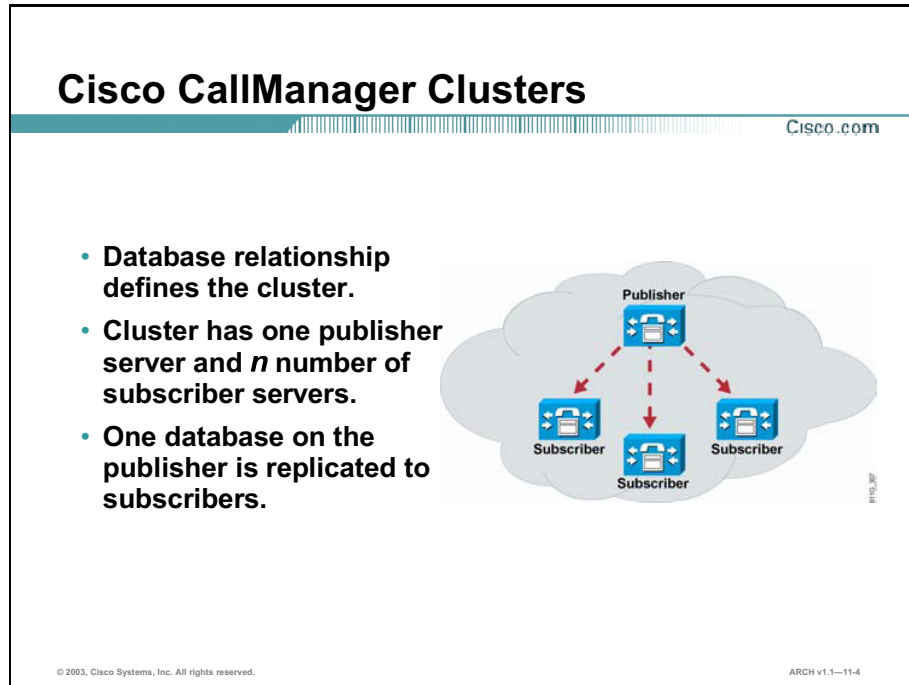 Cisco CallManager Clusters
Cisco.com
• Database relationship
defines the cluster.
• Cluster has one publisher
server and n number of
subscriber servers.
• One database on the
publisher is replicated to
subscribers.
Publisher
Subscriber
Subscriber
Subscriber
© 2003, Cisco Systems, Inc. All rights reserved.
ARCH v1.1—11-4